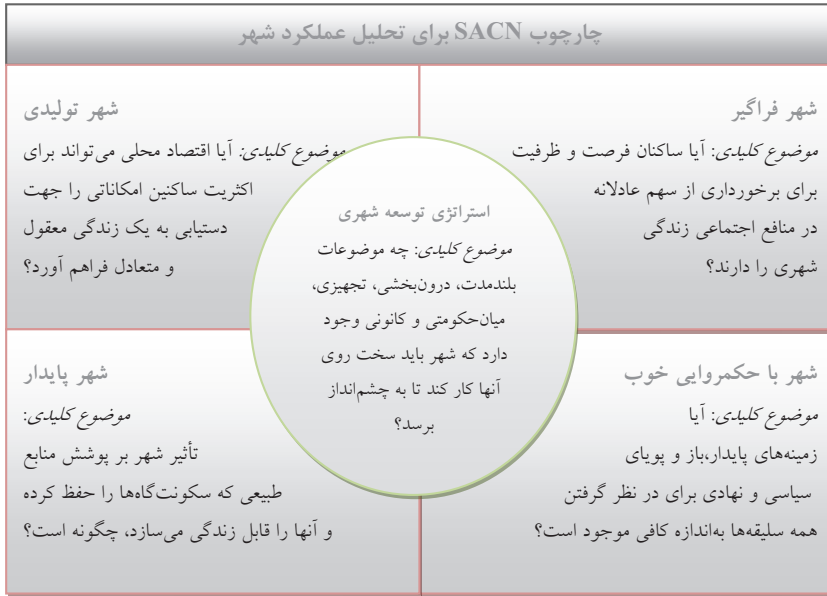 چارچوب SACN برای تحلیل عملکرد شهر
شهر فراگیر
موضوع کلیدی: آیا ساکنان فرصت و ظرفیت
برای برخورداری از سهم عادلانه
در منافع اجتماعی زندگی
شهری را دارند؟
شهر تولیدی
موضوع کلیدی: آیا اقتصاد محلی می‌تواند برای
اکثریت ساکنین امکاناتی را جهت
دستیابی به یک زندگی معقول
و متعادل فراهم آورد؟
استراتژی توسعه شهری
موضوع کلیدی: چه موضوعات
بلندمدت، درون‌بخشی، تجهیزی،
میان‌حکومتی و کانونی وجود
دارد که شهر باید سخت روی
آنها کار کند تا به چشم‌انداز
برسد؟
شهر با حکمروایی خوب
موضوع کلیدی: آیا
زمینه‌های پایدار،باز و پویای
سیاسی و نهادی برای در نظر گرفتن
همه سلیقه‌ها به‌اندازه کافی موجود است؟
شهر پایدار
موضوع کلیدی:
تأثیر شهر بر پوشش منابع
طبیعی که سکونت‌گاه‌ها را حفظ کرده
و آنها را قابل زندگی می‌سازد، چگونه است؟